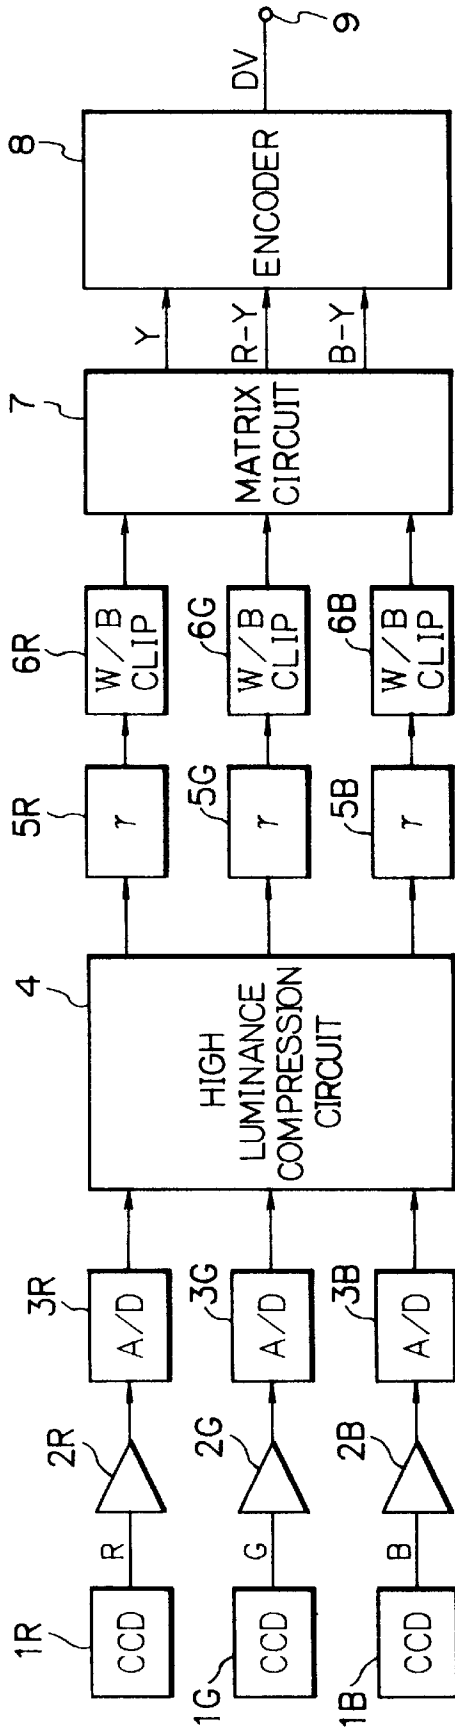 1R
CCD
R
2R
3R
A/D
1G
CCD
G
2G
3G
A/D
1B
CCD
B
2B
3B
A/D
4
HIGH
LUMINANCE
COMPRESSION
CIRCUIT
5R
γ
6R
W/B
CLIP
5G
γ
6G
W/B
CLIP
5B
γ
6B
W/B
CLIP
7
MATRIX
CIRCUIT
Y
R-Y
B-Y
8
ENCODER
DV
9